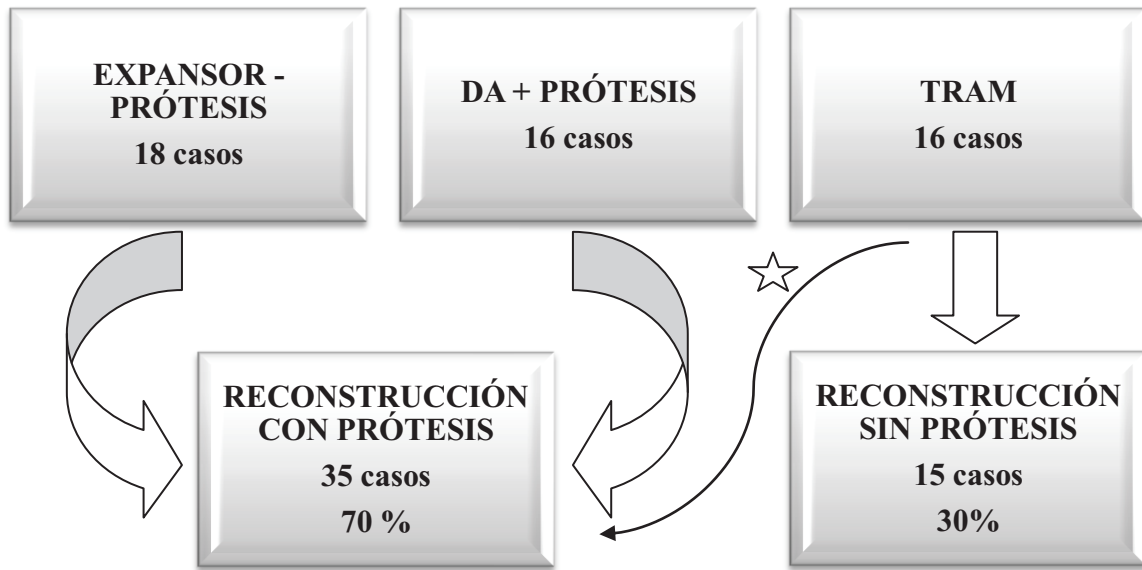 EXPANSOR -
PRÓTESIS
18 casos
DA + PRÓTESIS
16 casos
TRAM
16 casos
RECONSTRUCCIÓN
CON PRÓTESIS
35 casos
70 %
RECONSTRUCCIÓN
SIN PRÓTESIS
15 casos
30%